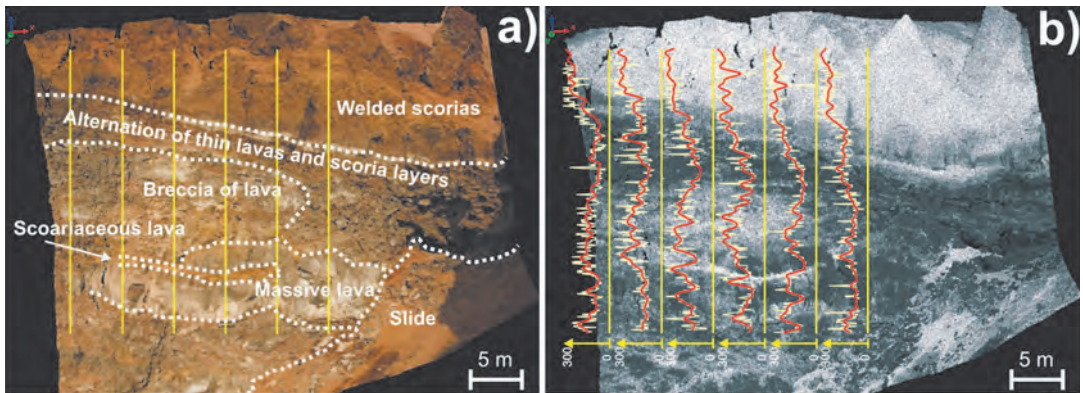 a)
Welded scorias
Alternation of thin lavas and scoria layers
Breccia of lava
Scoariaceous lava
Massive lava
Slide
5 m
b)
300
0
300
0
300
0
300
0
300
0
300
0
5 m